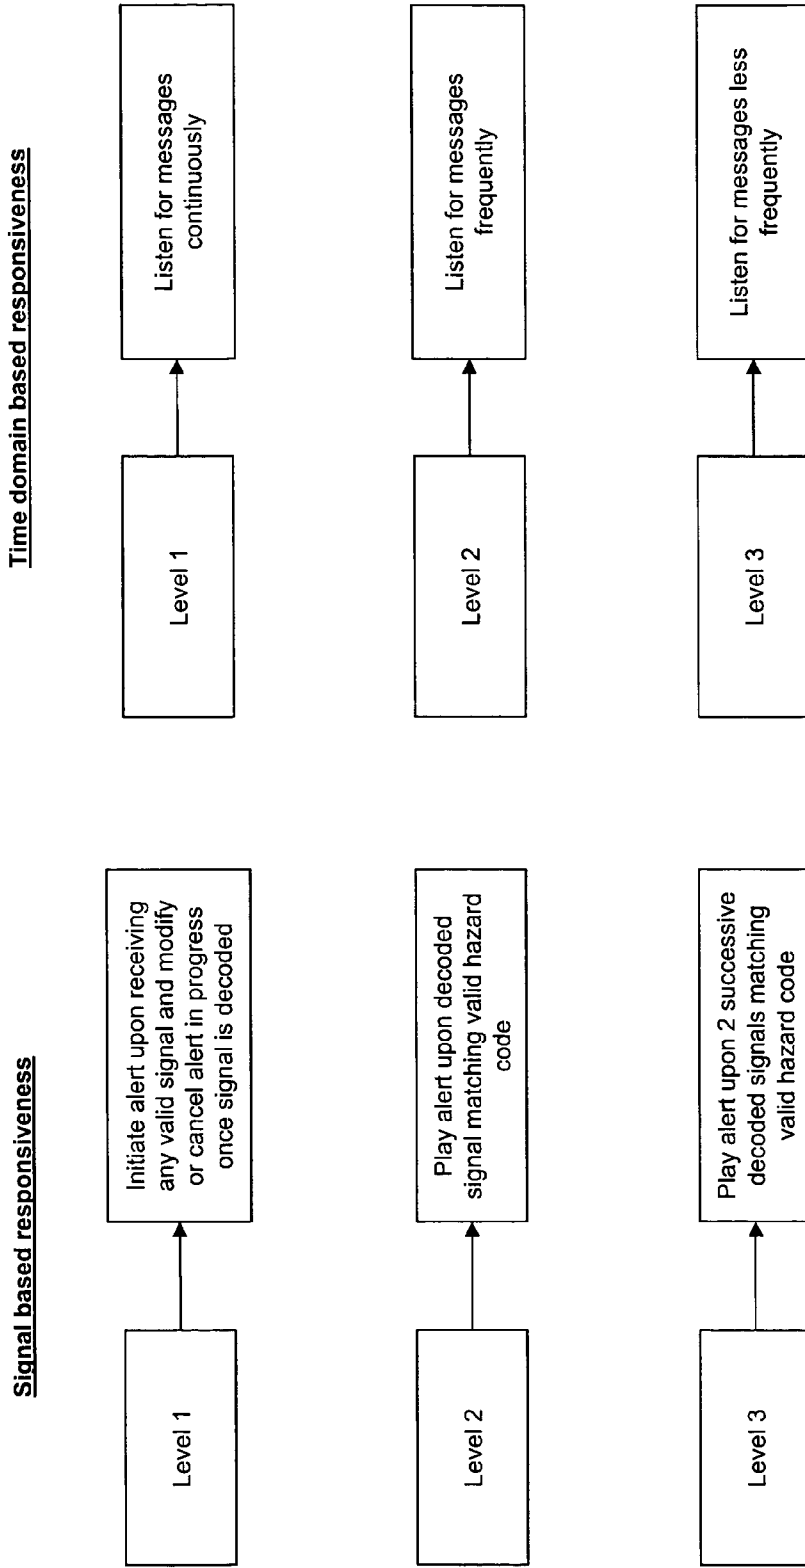 Signal based responsiveness
Level 1
Initiate alert upon receiving
any valid signal and modify
or cancel alert in progress
once signal is decoded
Level 2
Play alert upon decoded
signal matching valid hazard
code
Level 3
Play alert upon 2 successive
decoded signals matching
valid hazard code
Time domain based responsiveness
Level 1
Listen for messages
continuously
Level 2
Listen for messages
frequently
Level 3
Listen for messages less
frequently